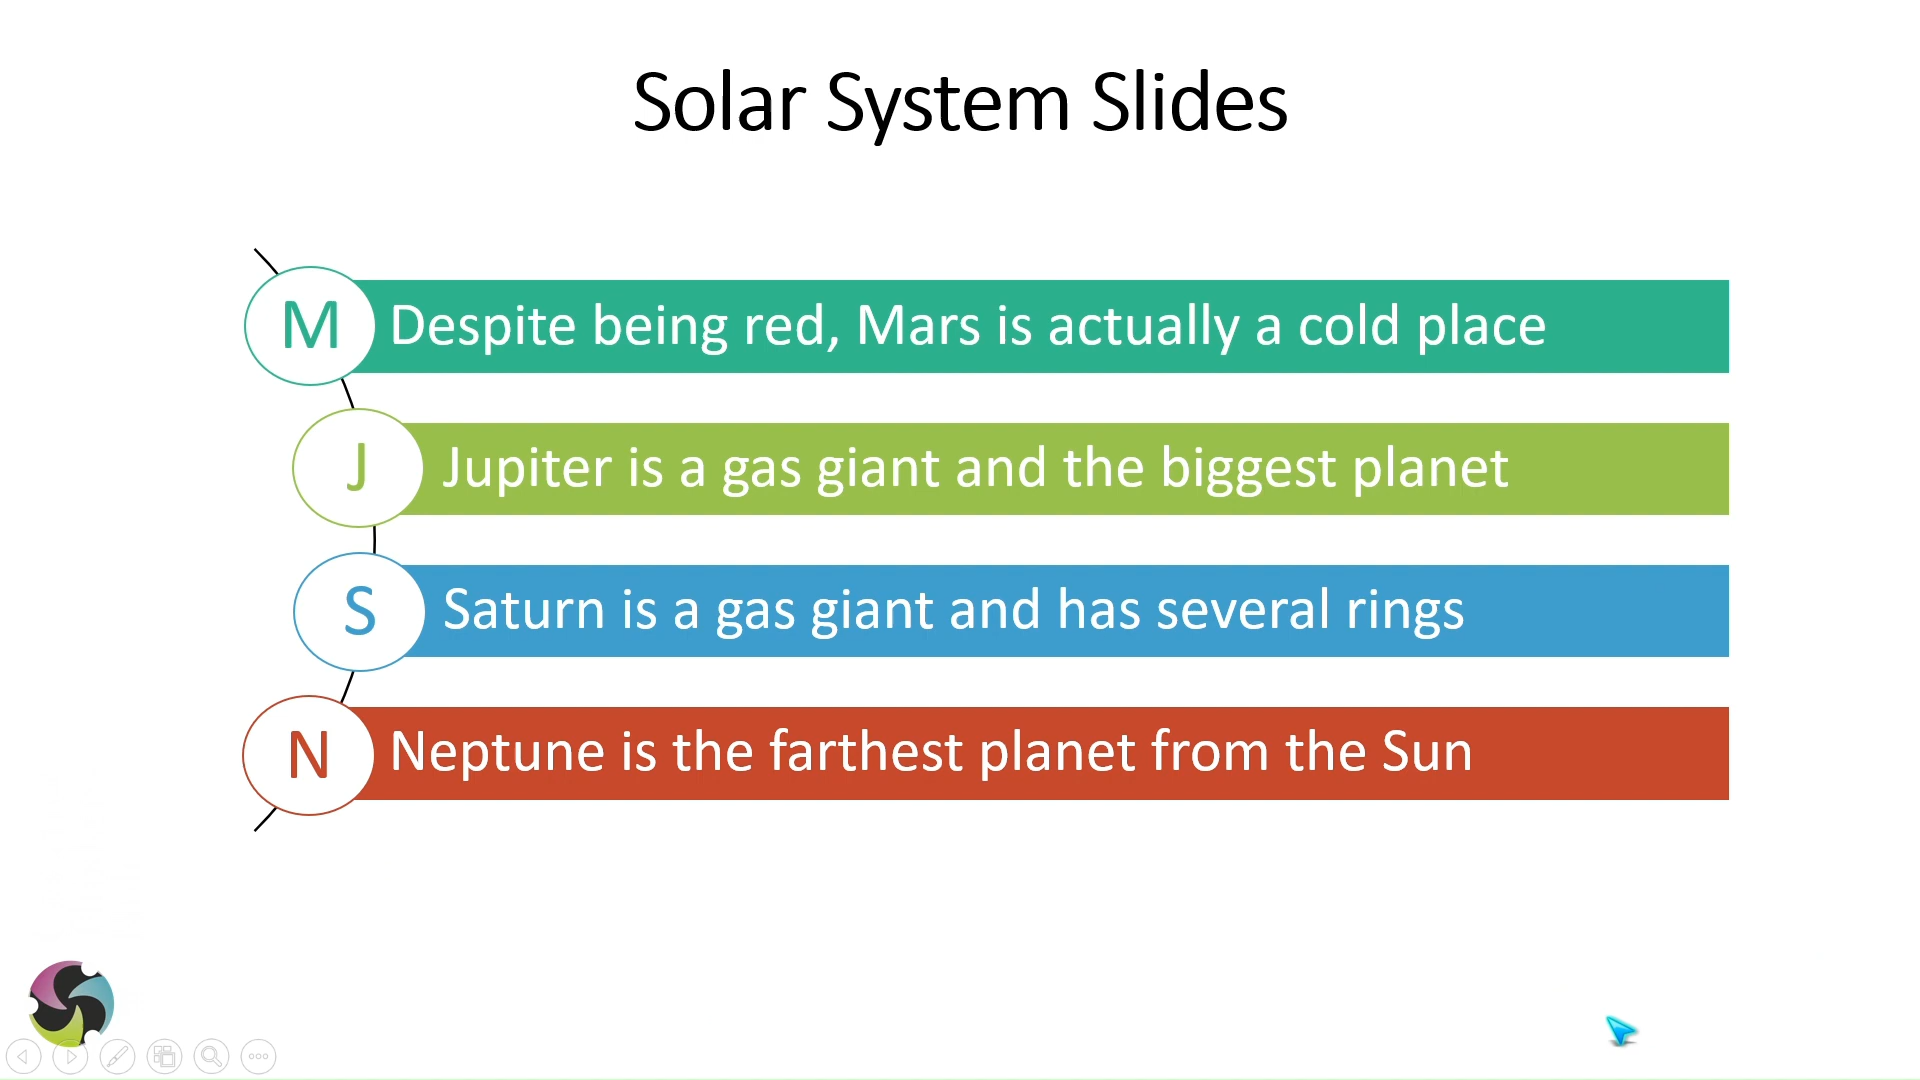 Solar System Slides
M
Despite being red, Mars is actually a cold place
J
Jupiter is a gas giant and the biggest planet
S
Saturn is a gas giant and has several rings
N
Neptune is the farthest planet from the Sun